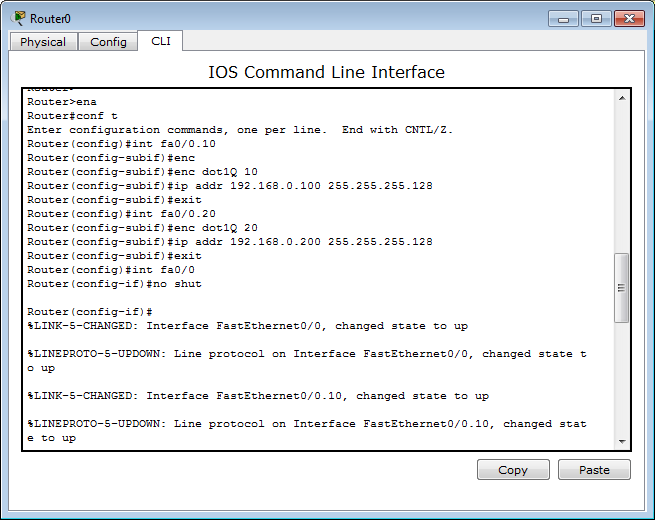 Router0
Physical Config CLI
IOS Command Line Interface
Router>ena
Router#conf t
Enter configuration commands, one per line.  End with CNTL/Z.
Router(config)#int fa0/0.10
Router(config-subif)#enc
Router(config-subif)#enc dot1Q 10
Router(config-subif)#ip addr 192.168.0.100 255.255.255.128
Router(config-subif)#exit
Router(config)#int fa0/0.20
Router(config-subif)#enc dot1Q 20
Router(config-subif)#ip addr 192.168.0.200 255.255.255.128
Router(config-subif)#exit
Router(config)#int fa0/0
Router(config-if)#no shut
Router(config-if)#
%LINK-5-CHANGED: Interface FastEthernet0/0, changed state to up
%LINEPROTO-5-UPDOWN: Line protocol on Interface FastEthernet0/0, changed state t
o up
%LINK-5-CHANGED: Interface FastEthernet0/0.10, changed state to up
%LINEPROTO-5-UPDOWN: Line protocol on Interface FastEthernet0/0.10, changed stat
e to up
Copy Paste